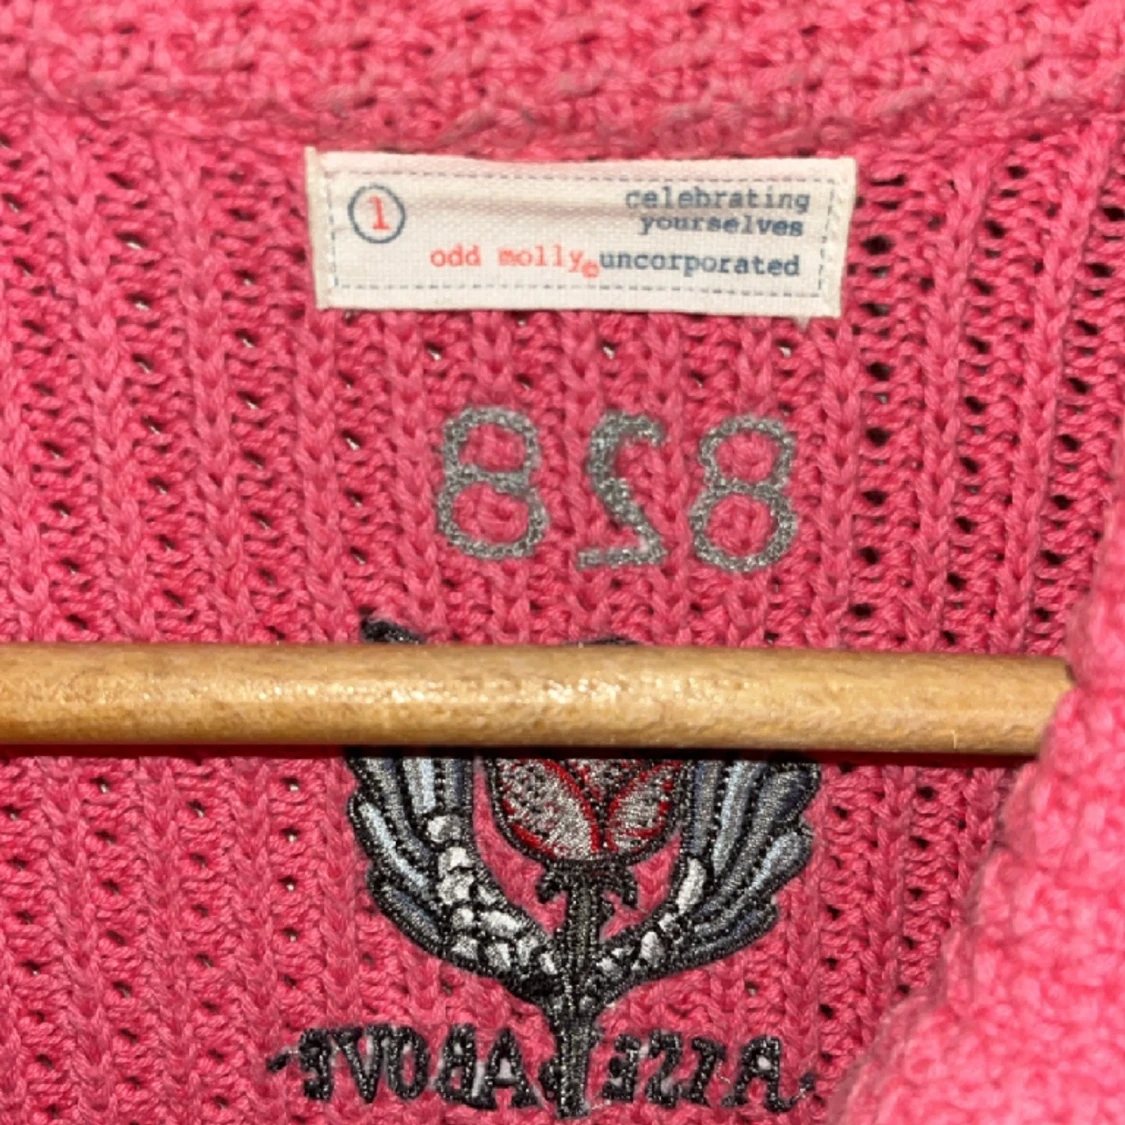 1
celebrating
yourselves
odd molly©uncorporated
828
RISE ABOVE